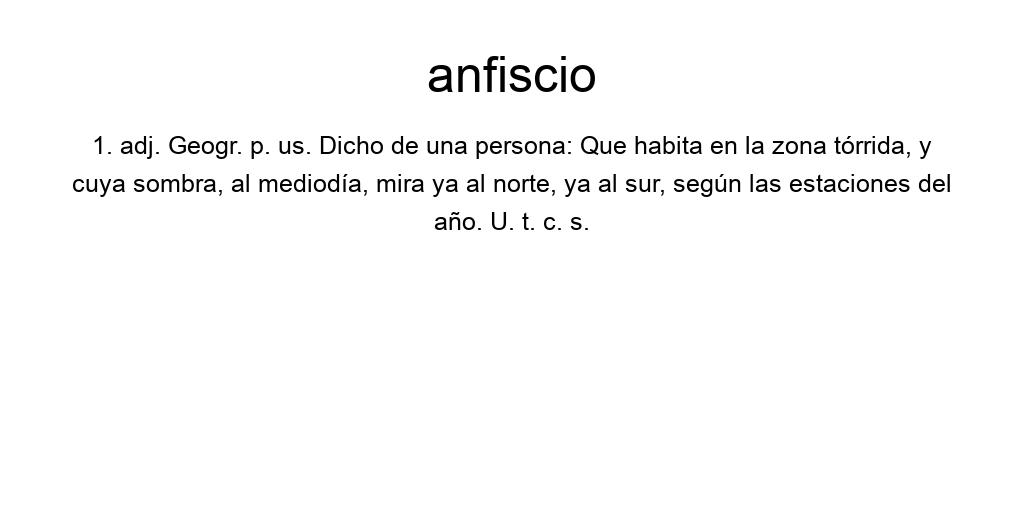 anfiscio
1. adj. Geogr. p. us. Dicho de una persona: Que habita en la zona tórrida, y
cuya sombra, al mediodía, mira ya al norte, ya al sur, según las estaciones del
año. U. t. c. s.